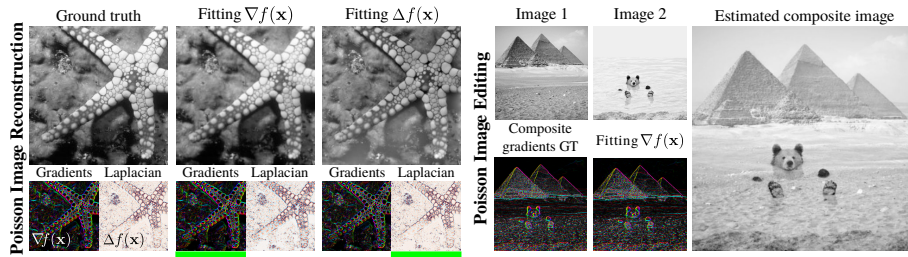 Poisson Image Reconstruction
Ground truth
Fitting ∇f(x)
Fitting Δf(x)
Gradients
Laplacian
Gradients
Laplacian
Gradients
Laplacian
∇f(x)
Δf(x)
Poisson Image Editing
Image 1
Image 2
Estimated composite image
Composite
gradients GT
Fitting ∇f(x)